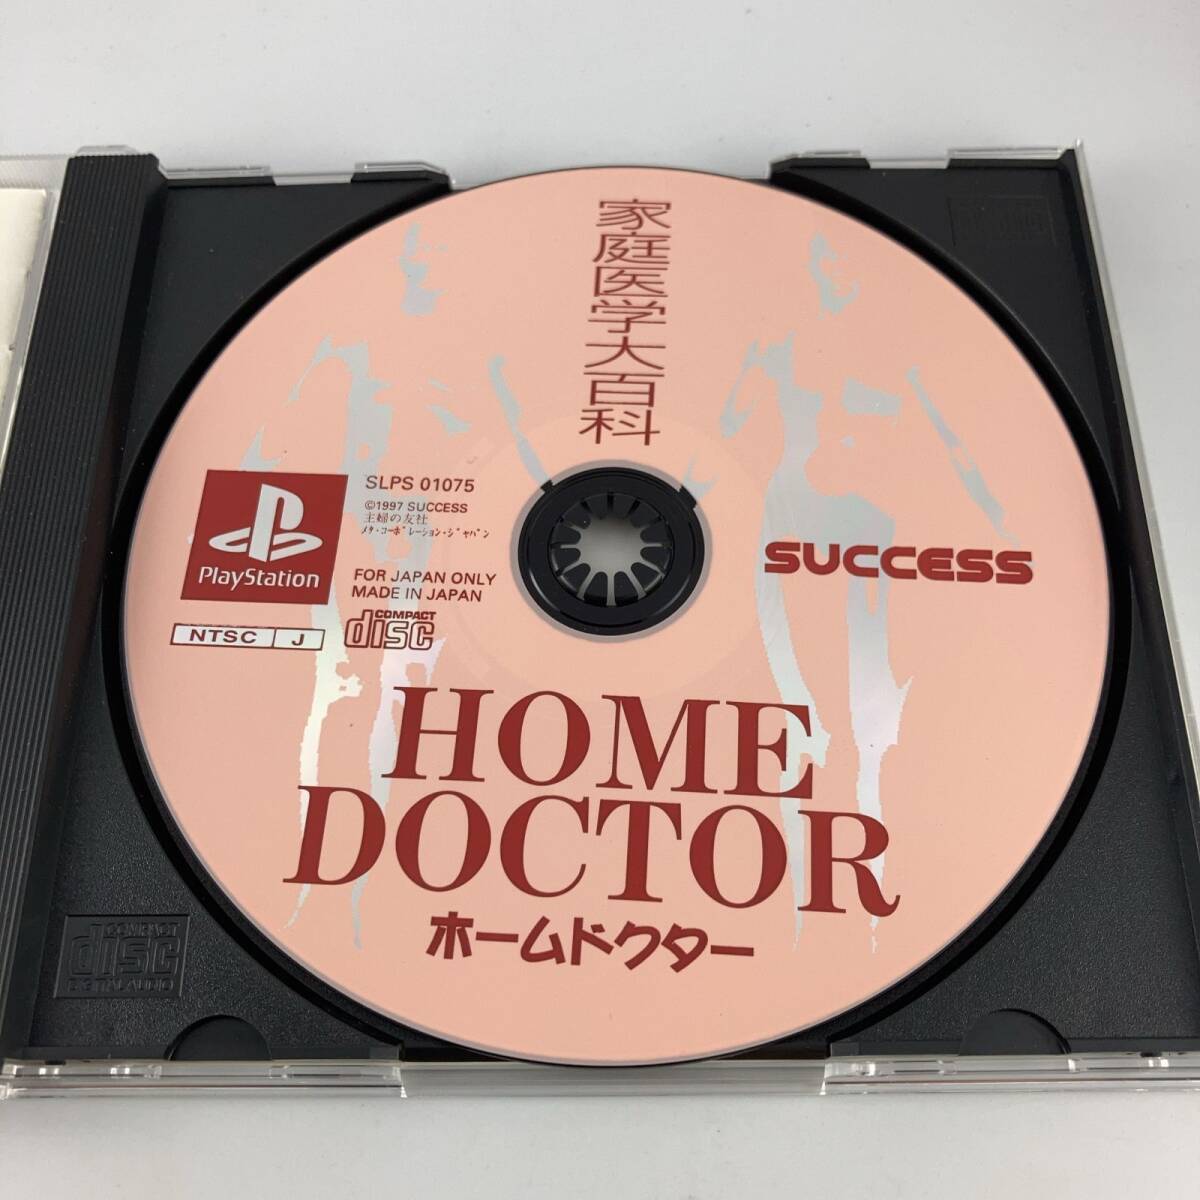 家庭医学大百科
SLPS 01075
©1997 SUCCESS
主婦の友社
ﾒﾀ･ｺｰﾎﾟﾚｰｼｮﾝ･ｼﾞｬﾊﾟﾝ
PlayStation
FOR JAPAN ONLY
MADE IN JAPAN
NTSC J
COMPACT
disc
SUCCESS
HOME
DOCTOR
ホームドクター
COMPACT
disc
DIGITAL AUDIO